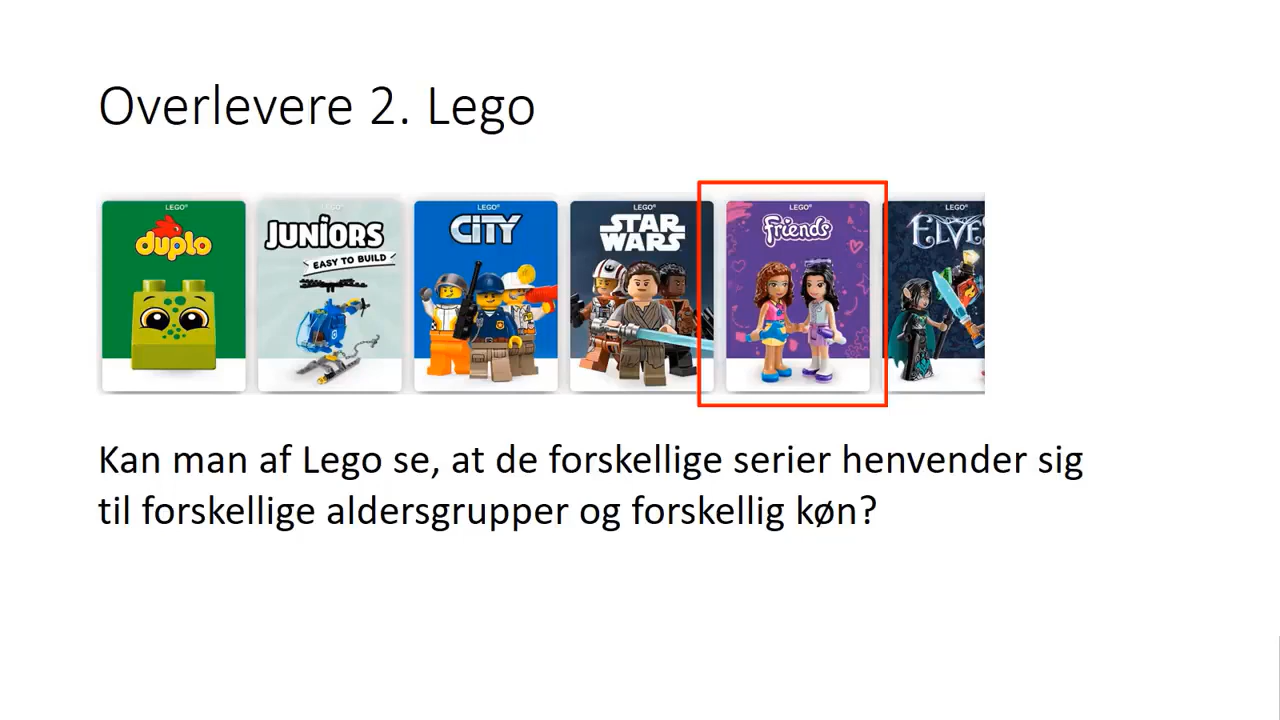 Overlevere 2. Lego
LEGO® LEGO® LEGO® LEGO® LEGO® LEGO®
duplo JUNiORS CITY STAR WARS friends ELVES
EASY TO BUILD
Kan man af Lego se, at de forskellige serier henvender sig
til forskellige aldersgrupper og forskellig køn?